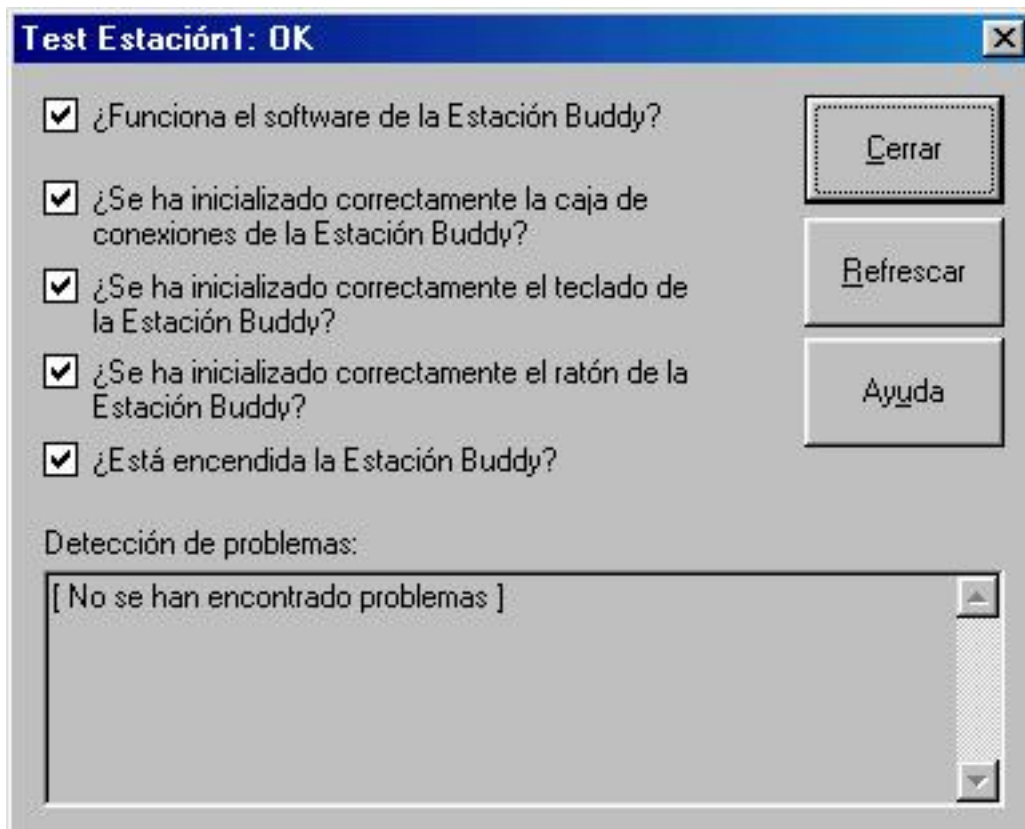 Test Estación1: OK
¿Funciona el software de la Estación Buddy?
¿Se ha inicializado correctamente la caja de
conexiones de la Estación Buddy?
¿Se ha inicializado correctamente el teclado de
la Estación Buddy?
¿Se ha inicializado correctamente el ratón de la
Estación Buddy?
¿Está encendida la Estación Buddy?
Cerrar
Refrescar
Ayuda
Detección de problemas:
[ No se han encontrado problemas ]